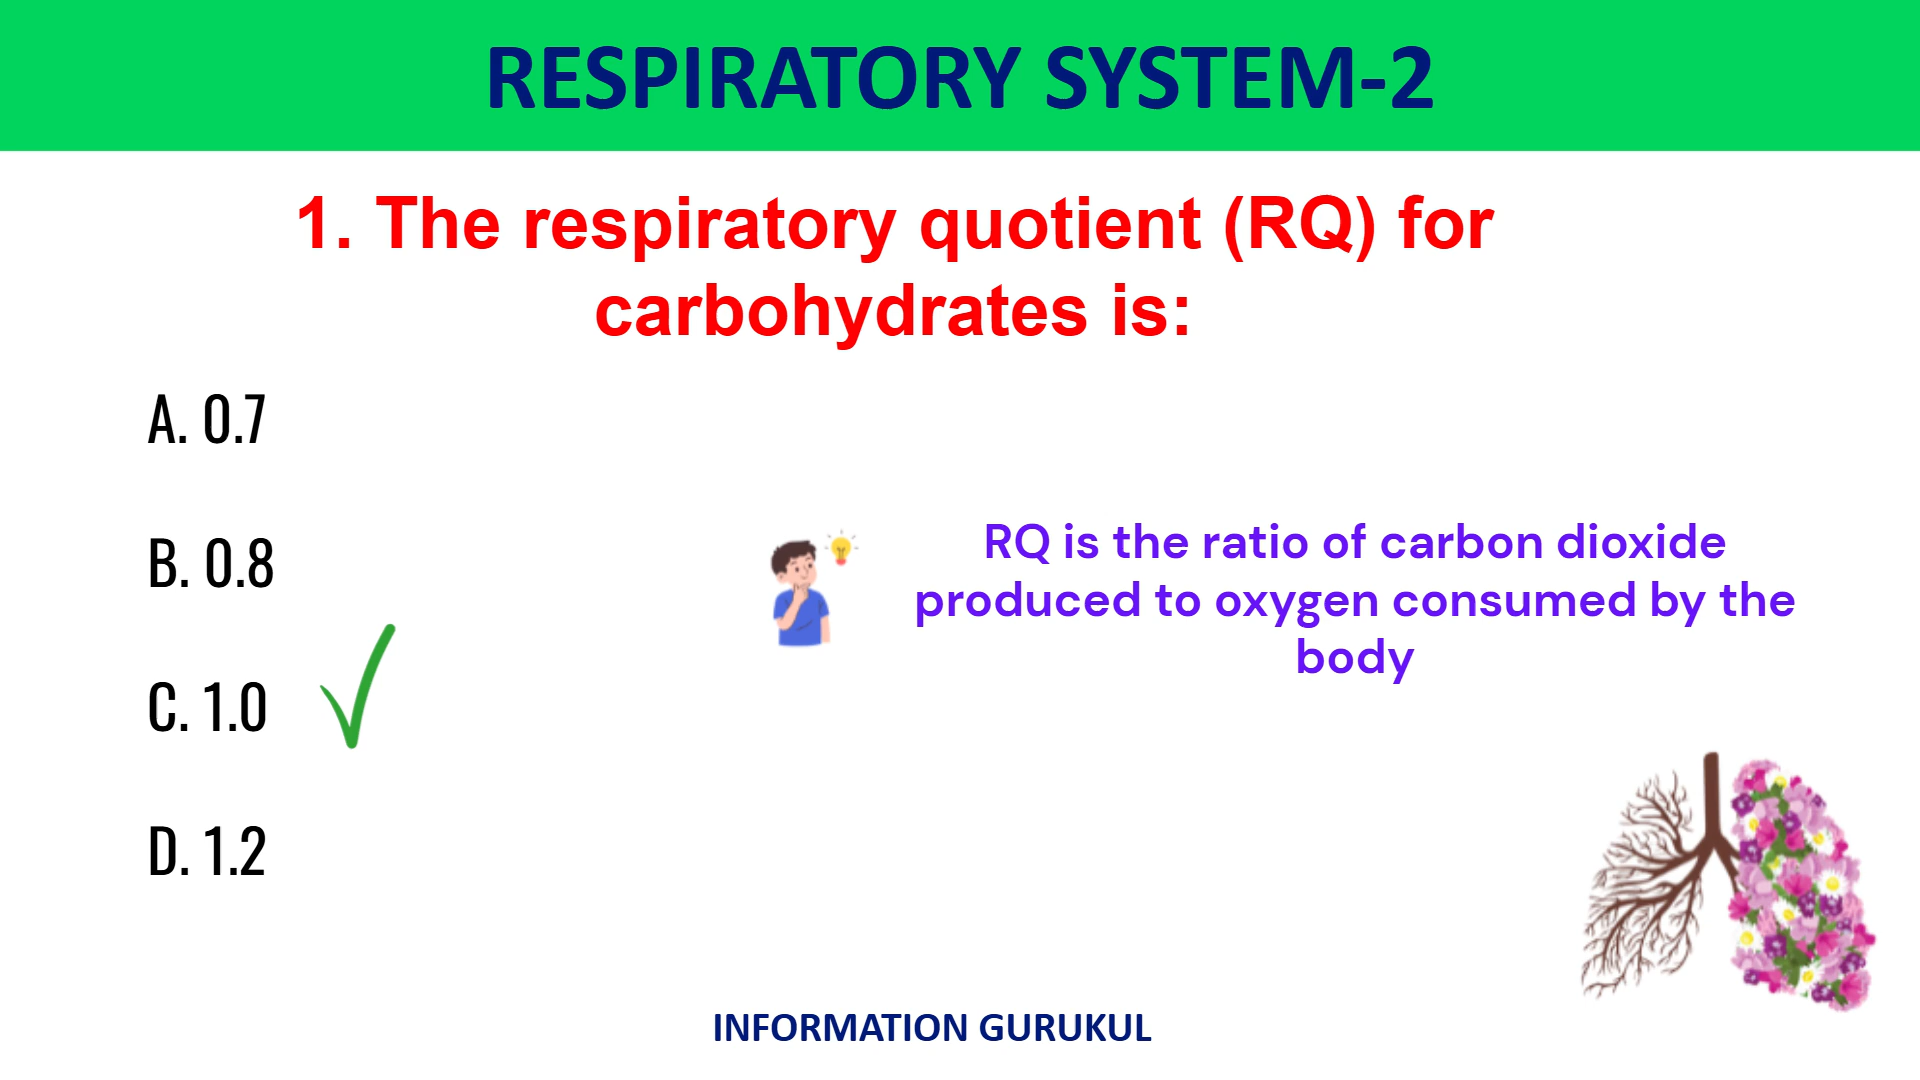 RESPIRATORY SYSTEM-2
1. The respiratory quotient (RQ) for
carbohydrates is:
A. 0.7
B. 0.8
C. 1.0
D. 1.2
RQ is the ratio of carbon dioxide
produced to oxygen consumed by the
body
INFORMATION GURUKUL